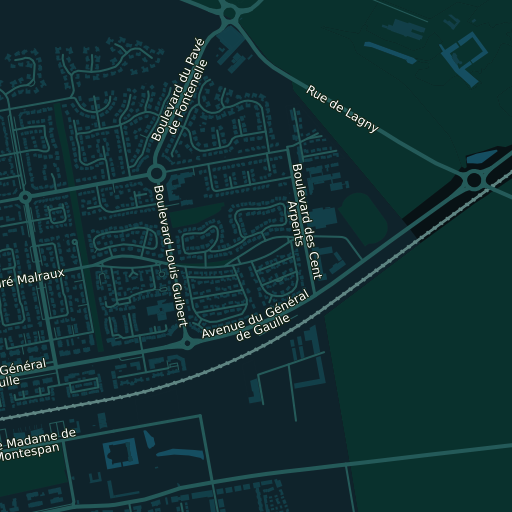 Boulevard du Pavé
de Fontenelle
Rue de Lagny
Boulevard des Cent
Arpents
Boulevard Louis Guibert
ré Malraux
Avenue du Général
de Gaulle
Général
ulle
e Madame de
Montespan